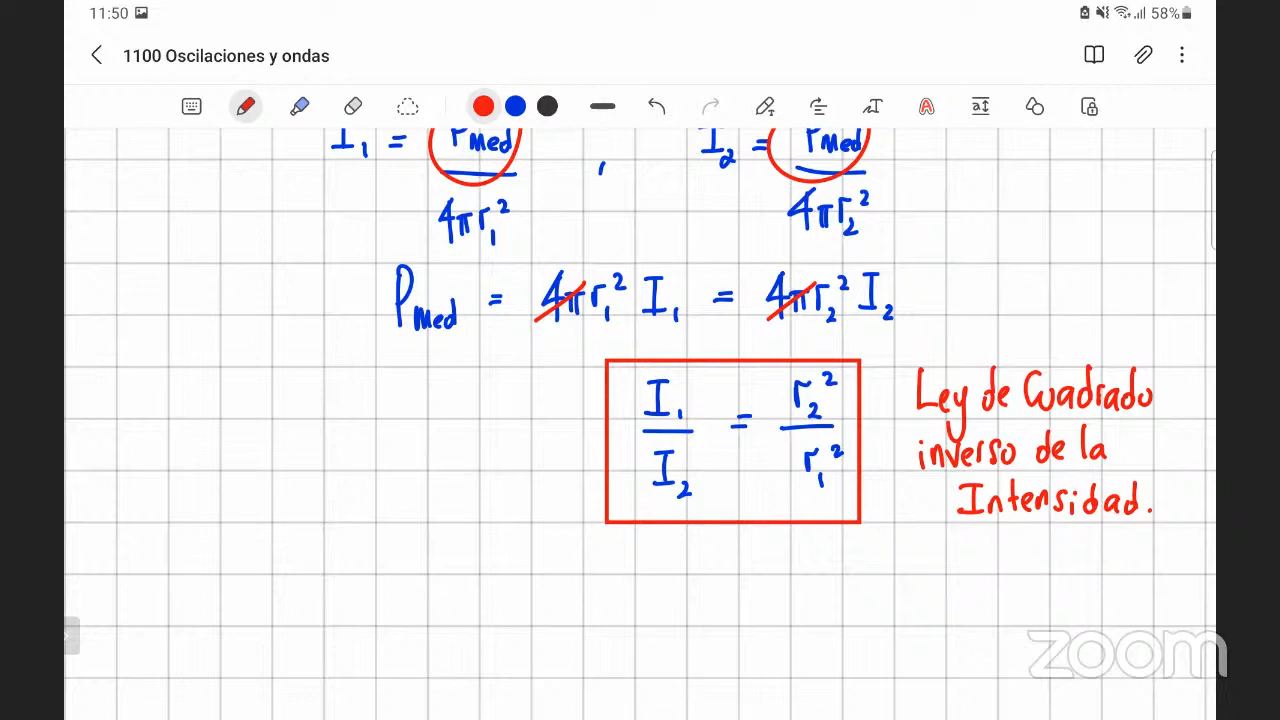 11:50
58%
1100 Oscilaciones y ondas
I₁ = Pmed / 4πr₁² , I₂ = Pmed / 4πr₂²
Pmed = 4πr₁² I₁ = 4πr₂² I₂
I₁ / I₂ = r₂² / r₁²
Ley de Cuadrado
inverso de la
Intensidad.
zoom